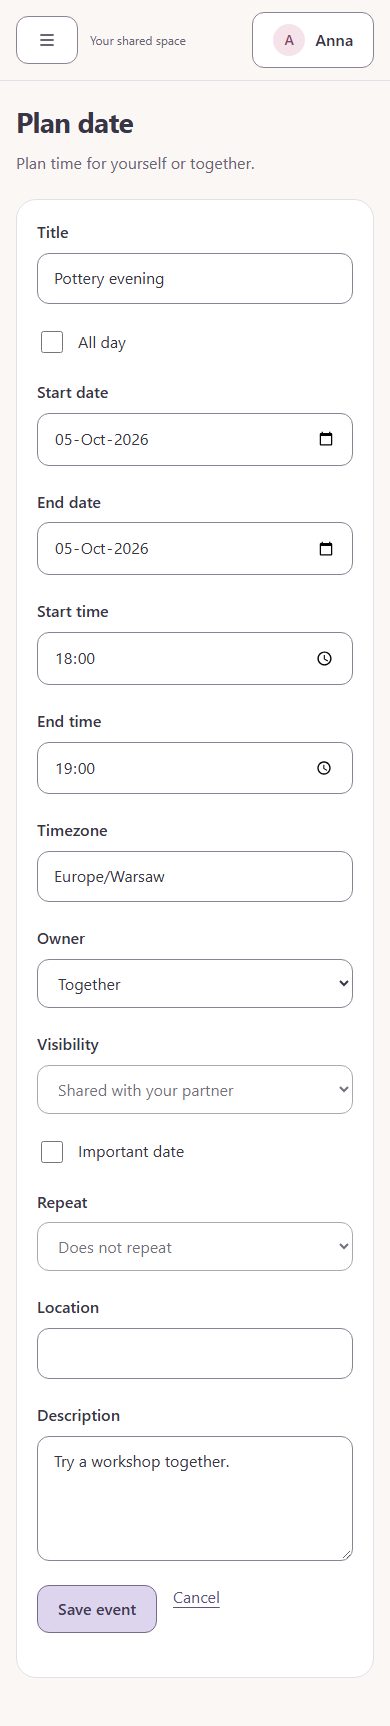 Your shared space
A Anna
Plan date
Plan time for yourself or together.
Title
Pottery evening
All day
Start date
05-Oct-2026
End date
05-Oct-2026
Start time
18:00
End time
19:00
Timezone
Europe/Warsaw
Owner
Together
Visibility
Shared with your partner
Important date
Repeat
Does not repeat
Location
Description
Try a workshop together.
Save event Cancel